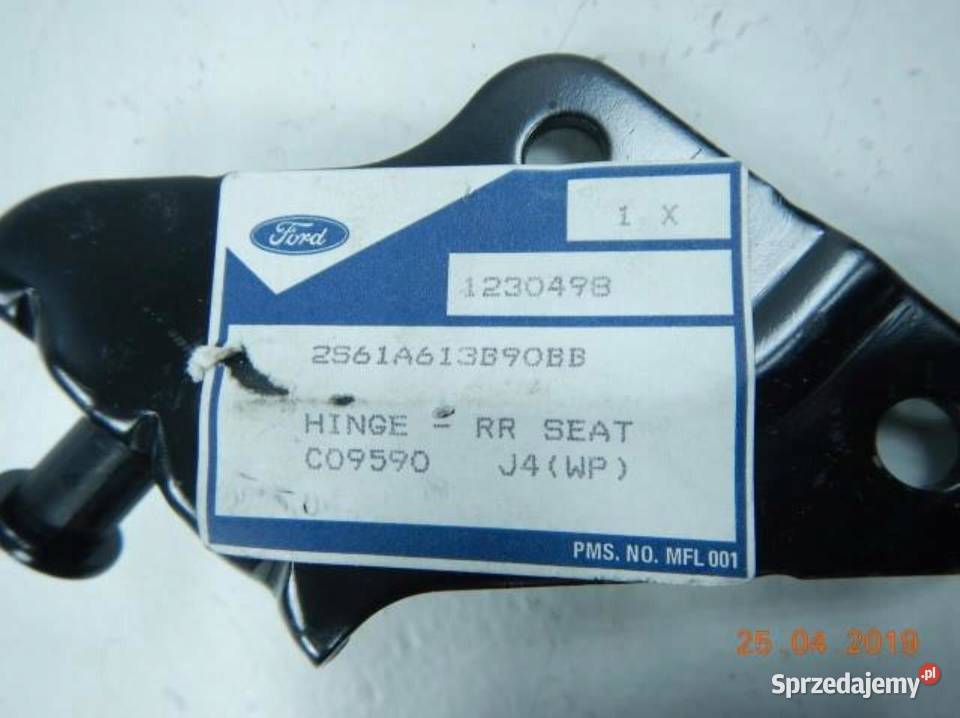 Ford
1 X
1230498
2S61A613B90BB
HINGE - RR SEAT
C09590 J4(WP)
PMS. NO. MFL 001
25 04 2019
Sprzedajemy.pl